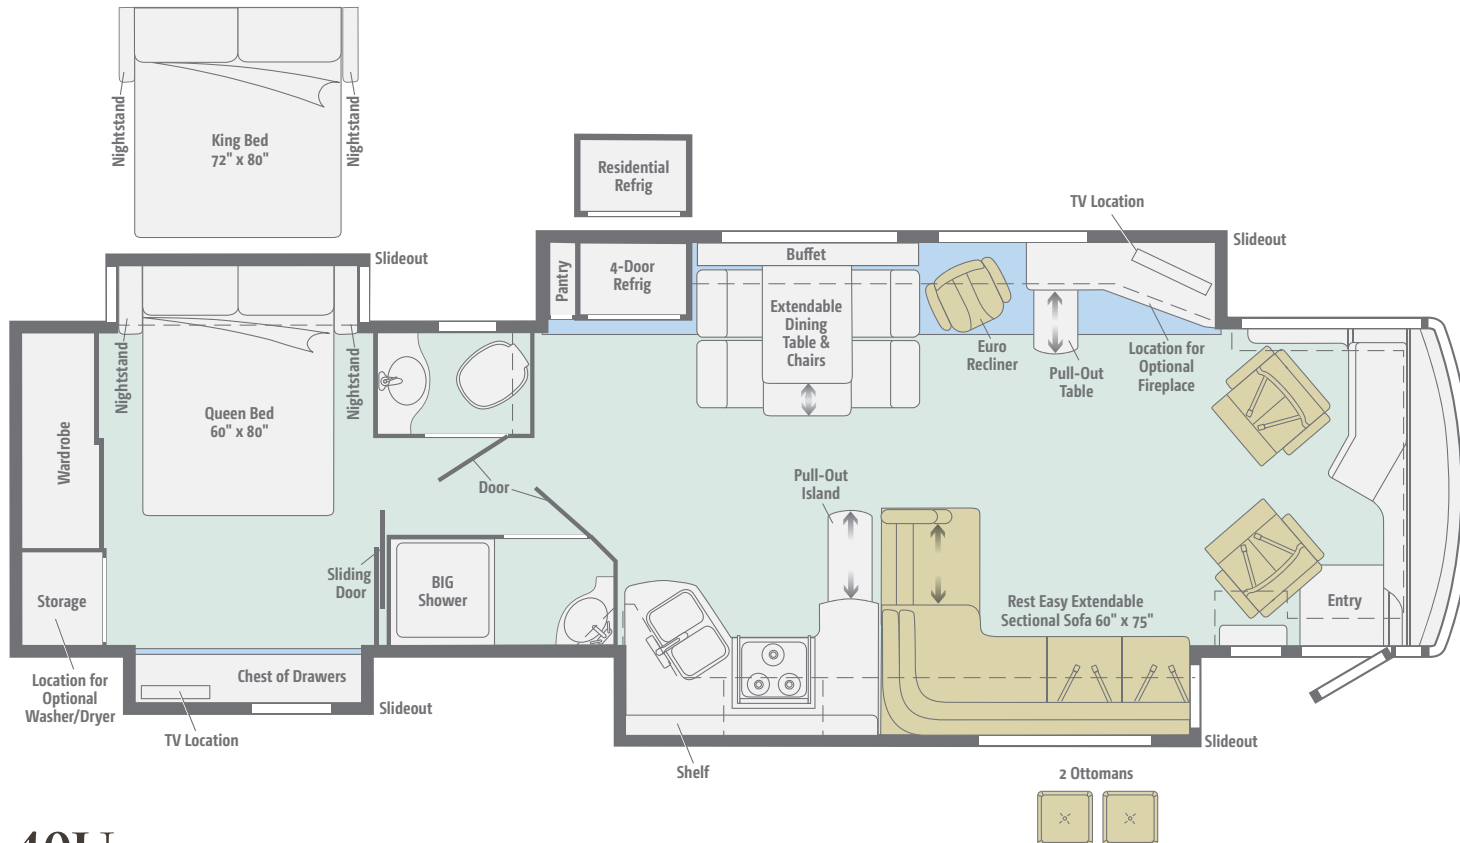 King Bed
72" x 80"
Nightstand
Nightstand
Residential
Refrig
TV Location
Slideout
Slideout
Pantry
4-Door
Refrig
Buffet
Extendable
Dining
Table &
Chairs
Euro
Recliner
Pull-Out
Table
Location for
Optional
Fireplace
Nightstand
Nightstand
Queen Bed
60" x 80"
Wardrobe
Door
Pull-Out
Island
Sliding
Door
BIG
Shower
Storage
Rest Easy Extendable
Sectional Sofa 60" x 75"
Entry
Location for
Optional
Washer/Dryer
Chest of Drawers
Slideout
TV Location
Slideout
Shelf
2 Ottomans